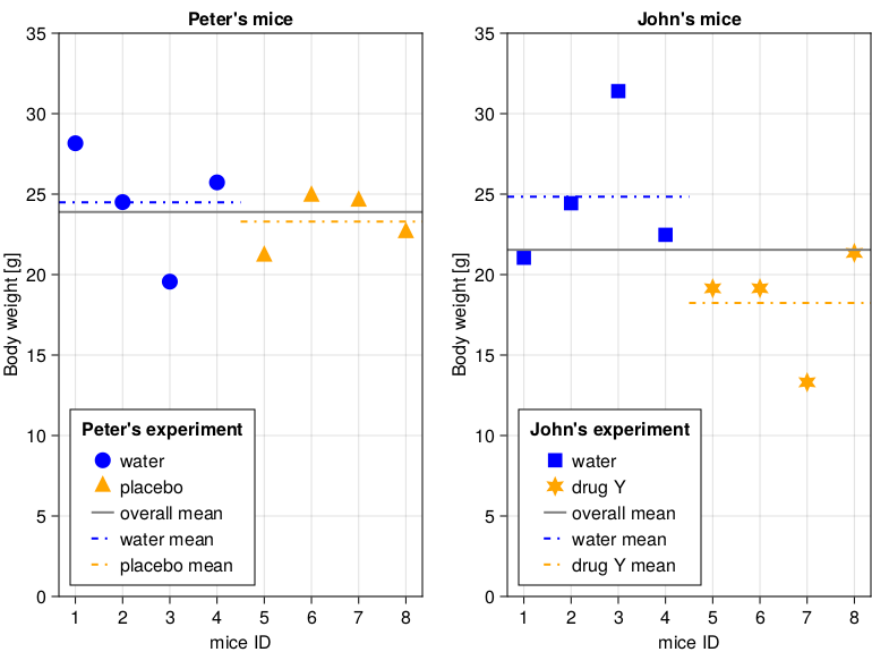 Peter's mice
35
30
25
20
15
10
5
0
Body weight [g]
Peter's experiment
water
placebo
overall mean
water mean
placebo mean
1 2 3 4 5 6 7 8
mice ID
John's mice
35
30
25
20
15
10
5
0
Body weight [g]
John's experiment
water
drug Y
overall mean
water mean
drug Y mean
1 2 3 4 5 6 7 8
mice ID